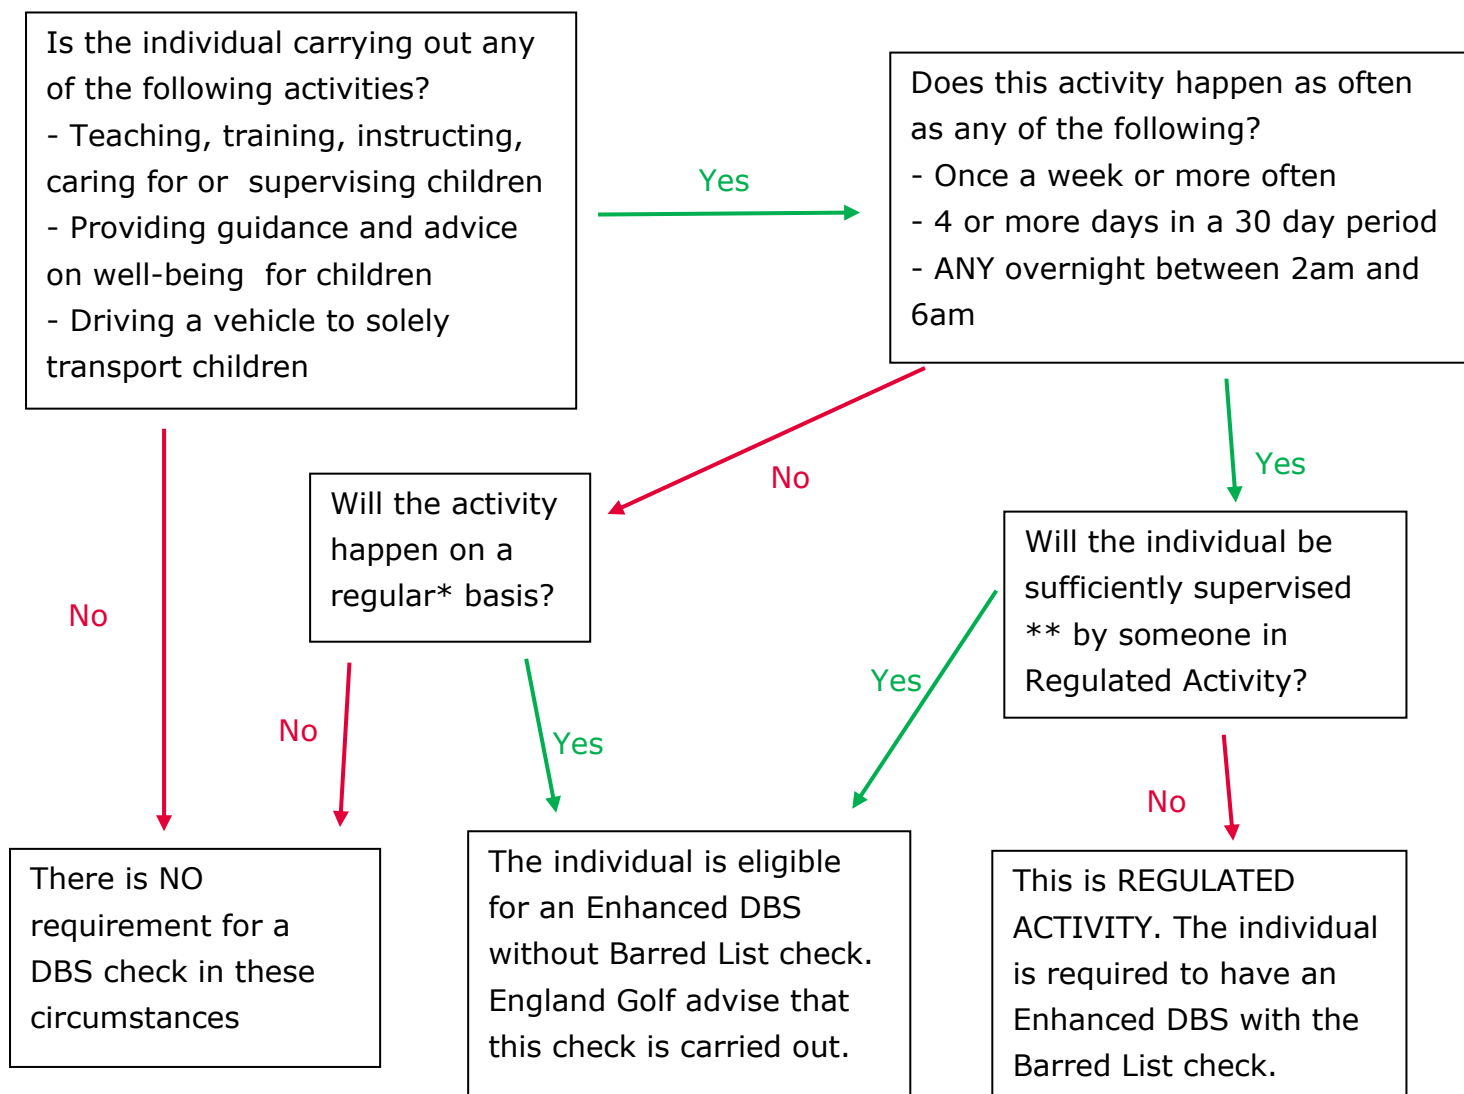 Is the individual carrying out any
of the following activities?
- Teaching, training, instructing,
caring for or supervising children
- Providing guidance and advice
on well-being for children
- Driving a vehicle to solely
transport children
Yes
Does this activity happen as often
as any of the following?
- Once a week or more often
- 4 or more days in a 30 day period
- ANY overnight between 2am and
6am
No
Yes
Will the activity
happen on a
regular* basis?
Will the individual be
sufficiently supervised
** by someone in
Regulated Activity?
No
No
Yes
Yes
No
There is NO
requirement for a
DBS check in these
circumstances
The individual is eligible
for an Enhanced DBS
without Barred List check.
England Golf advise that
this check is carried out.
This is REGULATED
ACTIVITY. The individual
is required to have an
Enhanced DBS with the
Barred List check.